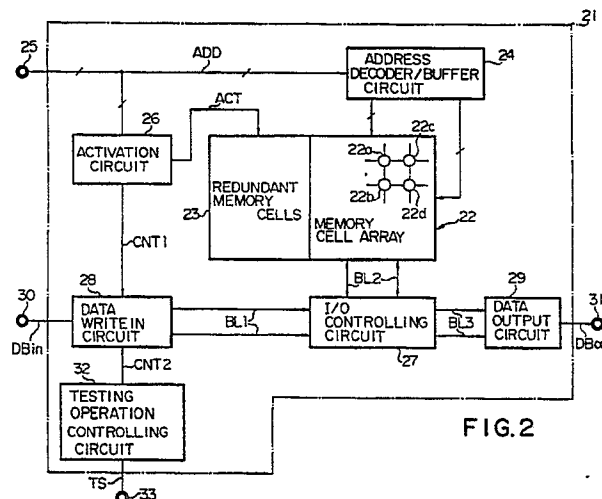 21
25
ADD
ADDRESS
DECODER/BUFFER
CIRCUIT
24
26
ACT
ACTIVATION
CIRCUIT
22a
22c
22b
22d
23
REDUNDANT
MEMORY
CELLS
MEMORY
CELL ARRAY
22
CNT1
BL2
28
30
DBin
DATA
WRITE IN
CIRCUIT
BL1
I/O
CONTROLLING
CIRCUIT
27
BL3
29
DATA
OUTPUT
CIRCUIT
31
32
CNT2
TESTING
OPERATION
CONTROLLING
CIRCUIT
FIG.2
TS
33